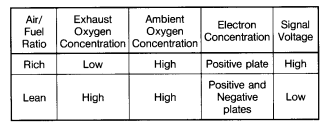 Air/ Fuel Ratio | Exhaust Oxygen Concentration | Ambient Oxygen Concentration | Electron Concentration | Signal Voltage
Rich | Low | High | Positive plate | High
Lean | High | High | Positive and Negative plates | Low